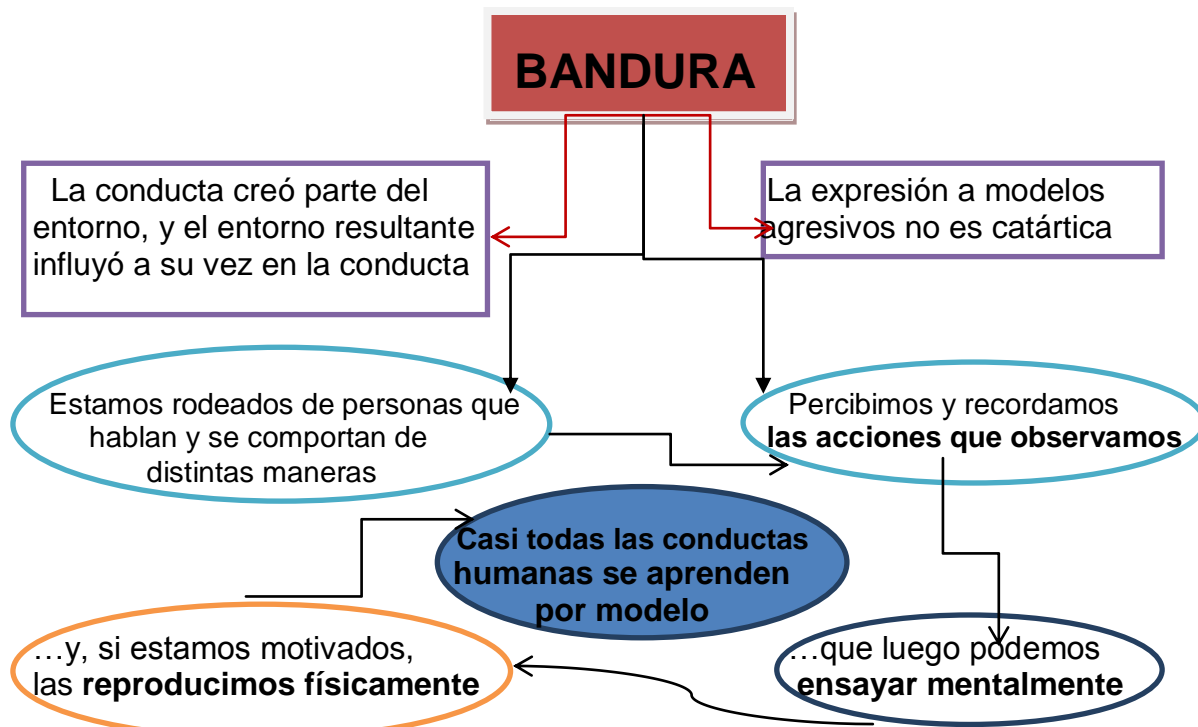 BANDURA
La conducta creó parte del
entorno, y el entorno resultante
influyó a su vez en la conducta
La expresión a modelos
agresivos no es catártica
Estamos rodeados de personas que
hablan y se comportan de
distintas maneras
Percibimos y recordamos
las acciones que observamos
Casi todas las conductas
humanas se aprenden
por modelo
…y, si estamos motivados,
las reproducimos físicamente
…que luego podemos
ensayar mentalmente